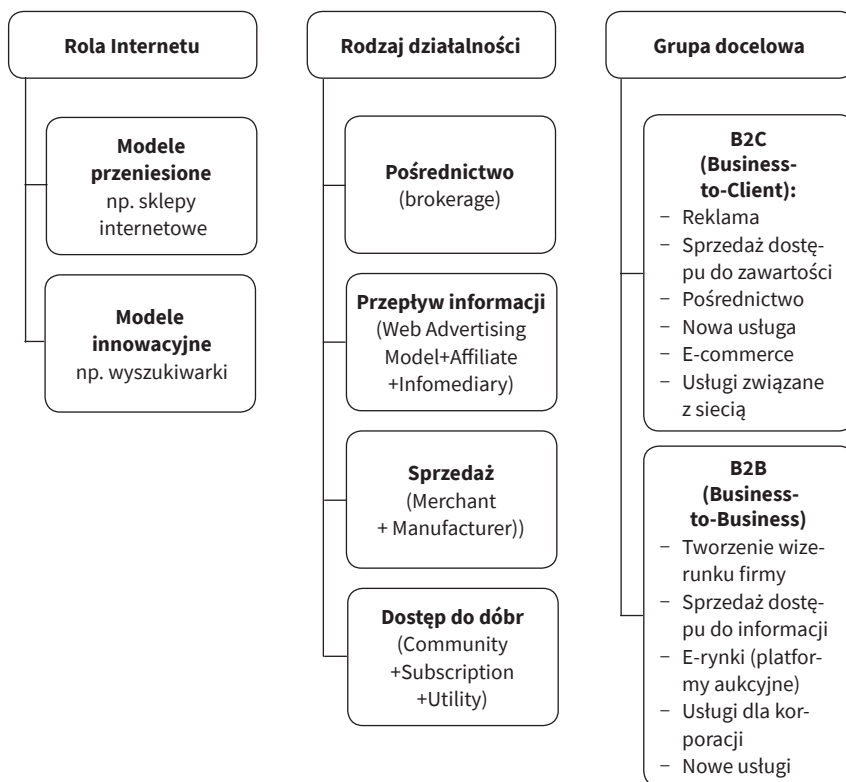 Rola Internetu
Modele
przeniesione
np. sklepy
internetowe
Modele
innowacyjne
np. wyszukiwarki
Rodzaj działalności
Pośrednictwo
(brokerage)
Przepływ informacji
(Web Advertising
Model+Affiliate
+Infomediary)
Sprzedaż
(Merchant
+ Manufacturer))
Dostęp do dóbr
(Community
+Subscription
+Utility)
Grupa docelowa
B2C
(Business-
to-Client):
– Reklama
– Sprzedaż dostę-
pu do zawartości
– Pośrednictwo
– Nowa usługa
– E-commerce
– Usługi związane
z siecią
B2B
(Business-
to-Business)
– Tworzenie wize-
runku firmy
– Sprzedaż dostę-
pu do informacji
– E-rynki (platfor-
my aukcyjne)
– Usługi dla kor-
poracji
– Nowe usługi